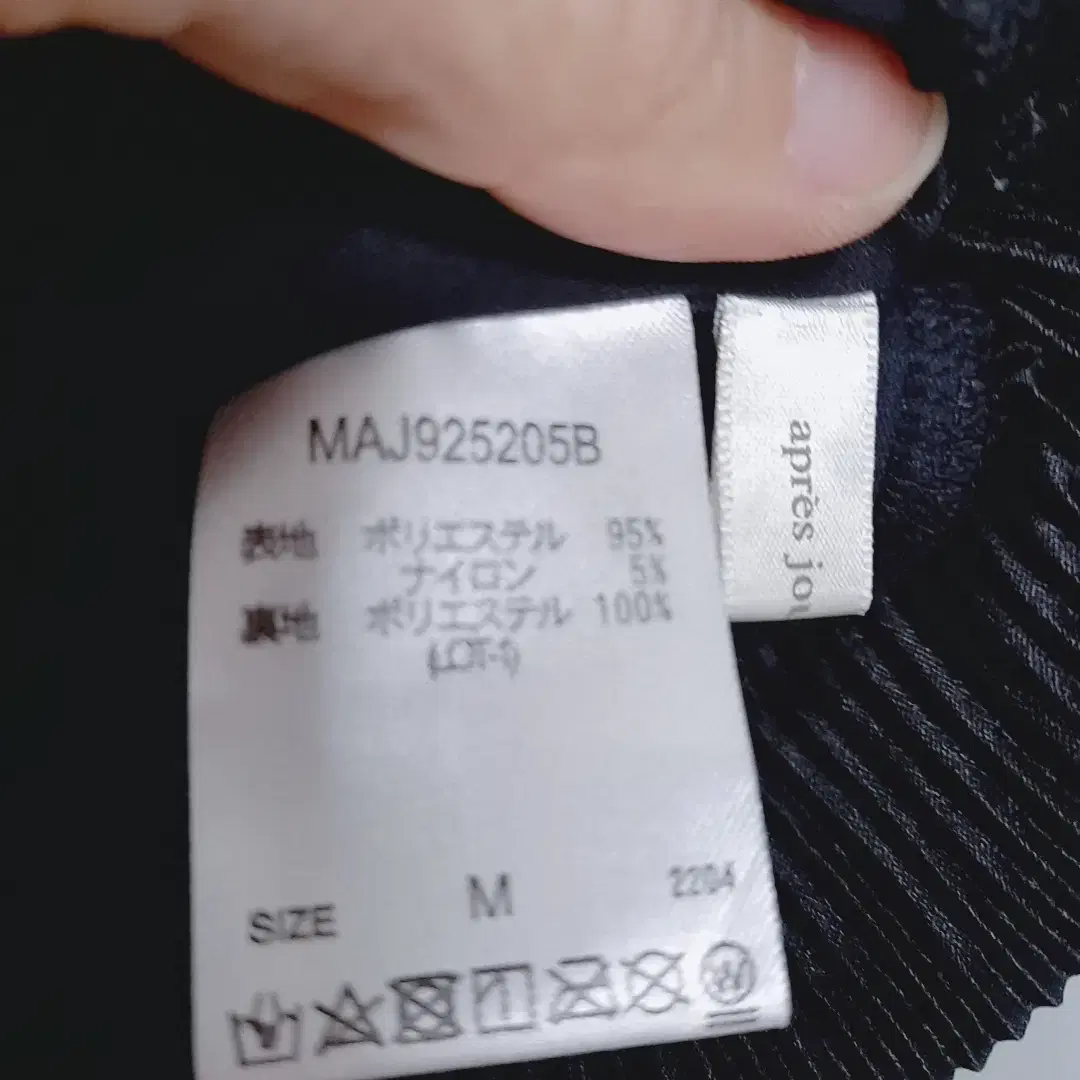 MAJ925205B
表地 ポリエステル 95%
ナイロン 5%
裏地 ポリエステル 100%
(LOT-1)
SIZE M 2204
après jou